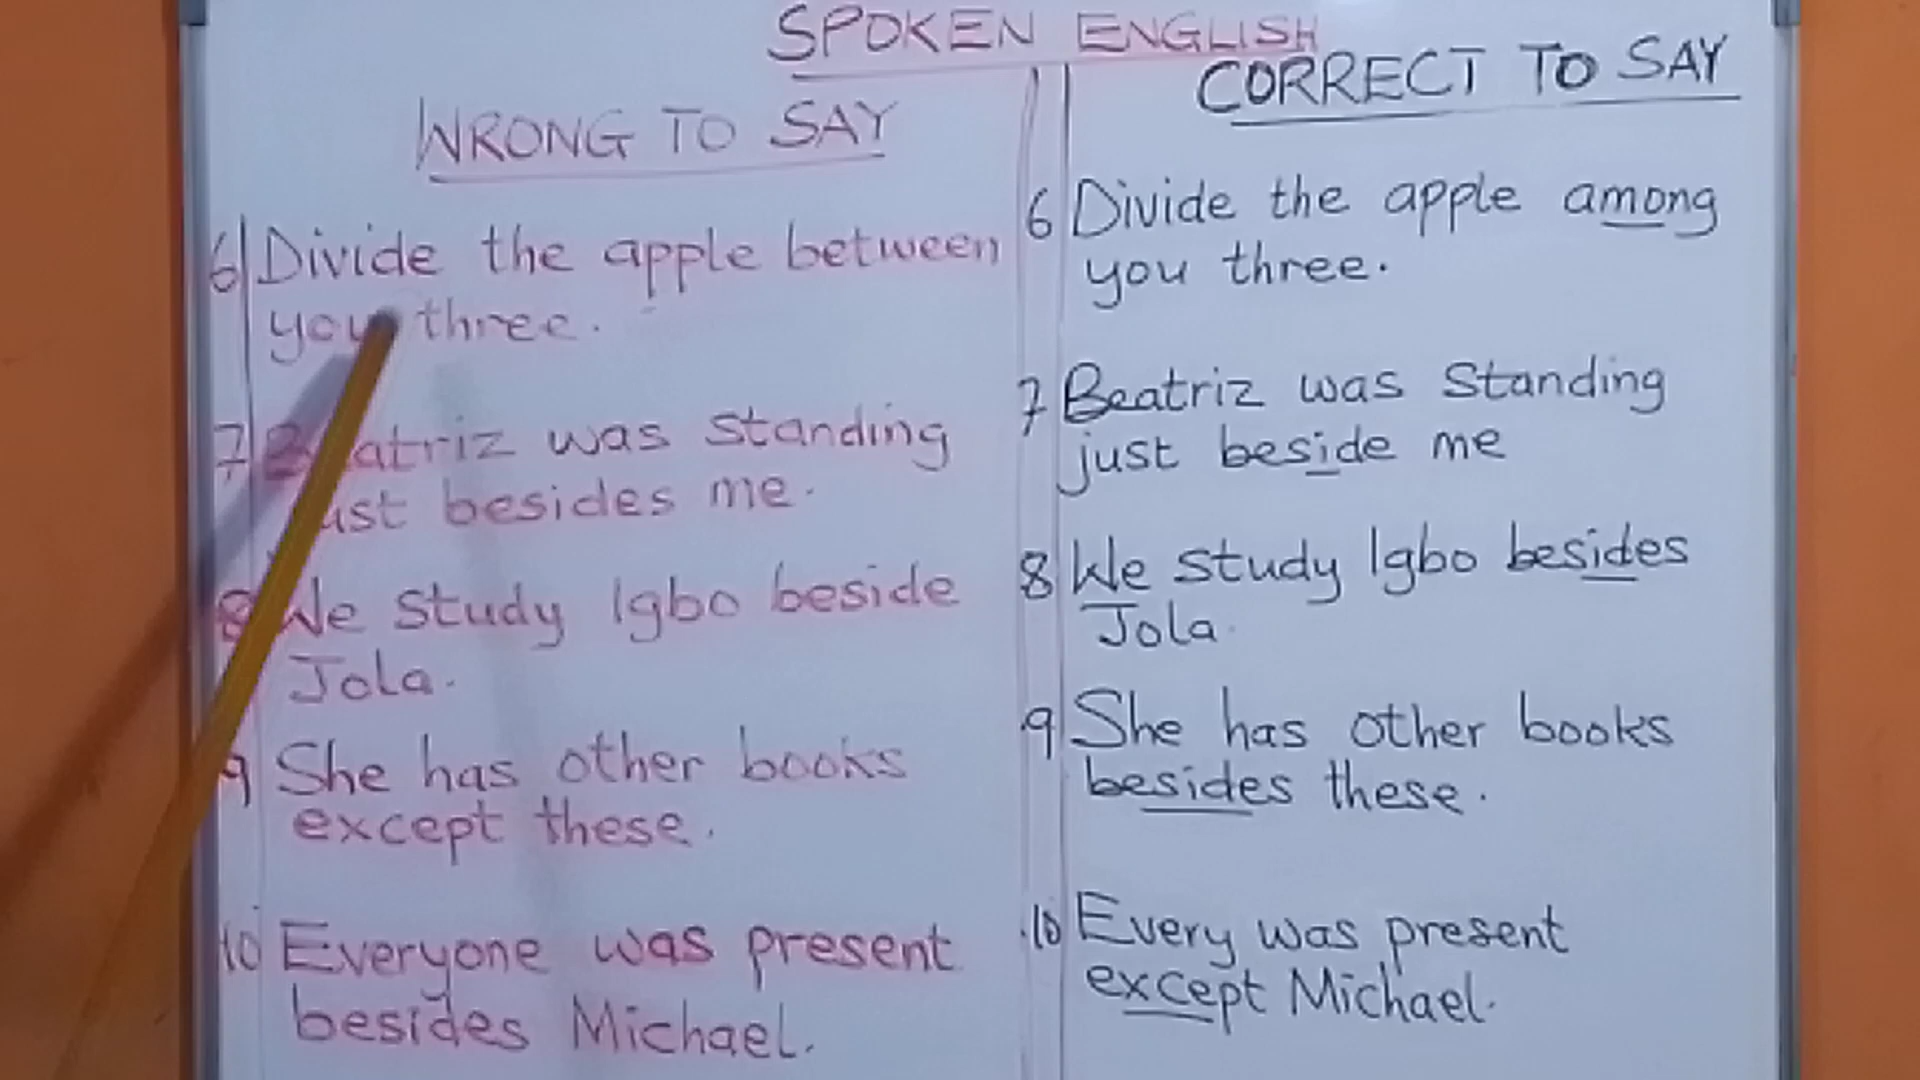 SPOKEN ENGLISH
WRONG TO SAY
6 Divide the apple between
you three.
7 Beatriz was standing
just besides me.
8 We study Igbo beside
Jola.
9 She has other books
except these.
10 Everyone was present
besides Michael.
CORRECT TO SAY
6 Divide the apple among
you three.
7 Beatriz was standing
just beside me
8 We study Igbo besides
Jola.
9 She has other books
besides these.
10 Every was present
except Michael.